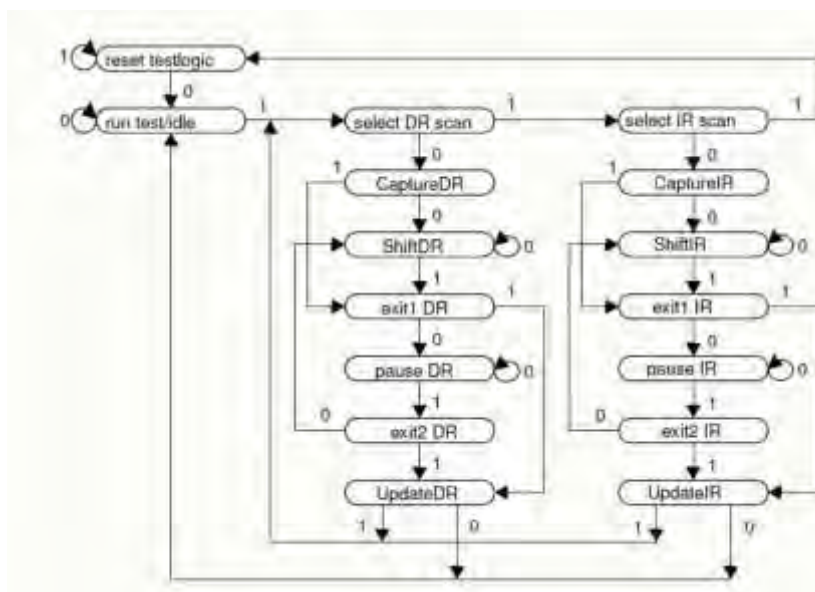 1 reset testlogic
0
0 run test/idle 1 select DR scan 1 select IR scan 1
0 0
1 CaptureDR 1 CaptureIR
0 0
ShiftDR 0 ShiftIR 0
1 1
exit1 DR 1 exit1 IR 1
0 0
pause DR 0 pause IR 0
1 1
0 exit2 DR 0 exit2 IR
1 1
UpdateDR UpdateIR
1 0 1 0